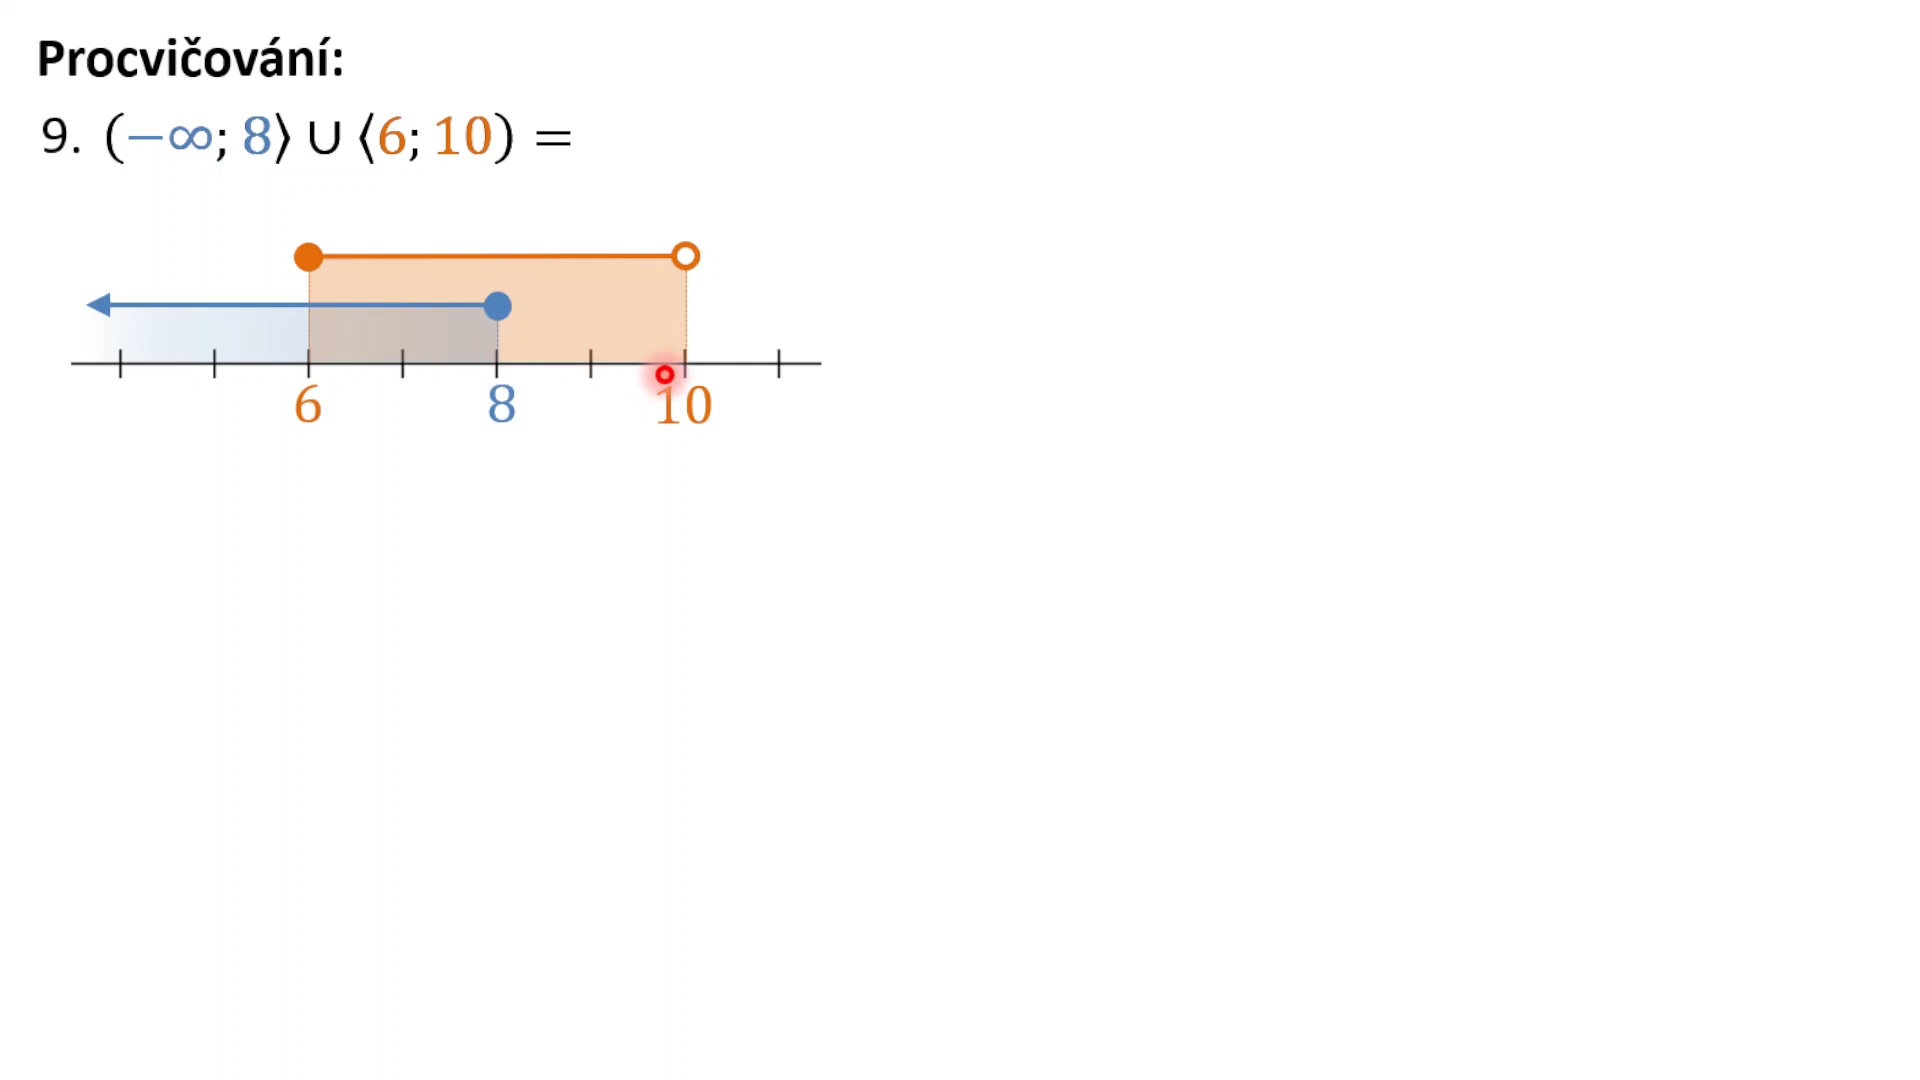 Procvičování:
9. (−∞; 8⟩ ∪ ⟨6; 10) =
6 8 10